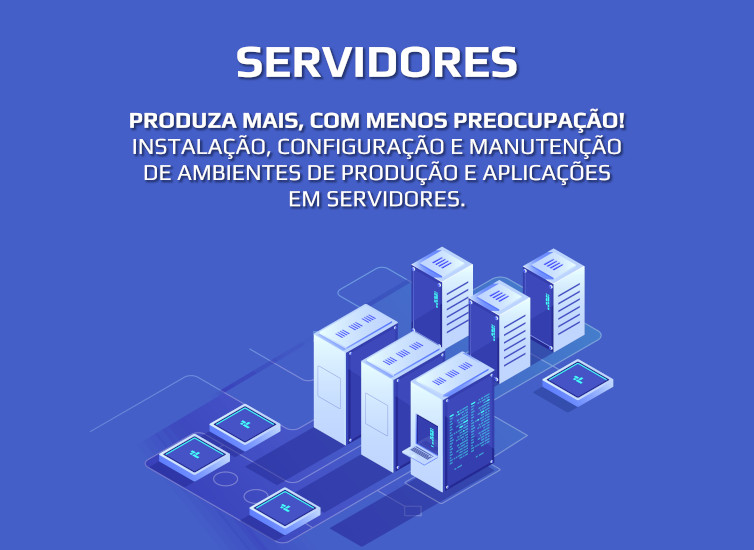 SERVIDORES
PRODUZA MAIS, COM MENOS PREOCUPAÇÃO!
INSTALAÇÃO, CONFIGURAÇÃO E MANUTENÇÃO
DE AMBIENTES DE PRODUÇÃO E APLICAÇÕES
EM SERVIDORES.